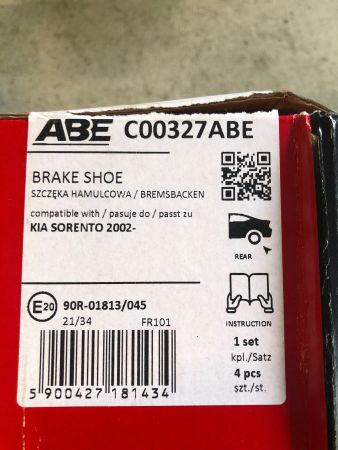 ABE C00327ABE
BRAKE SHOE
SZCZĘKA HAMULCOWA / BREMSBACKEN
compatible with / pasuje do / passt zu
KIA SORENTO 2002-
REAR
E20 90R-01813/045
21/34 FR101
INSTRUCTION
1 set
kpl./Satz
4 pcs
szt./st.
5 900427 181434